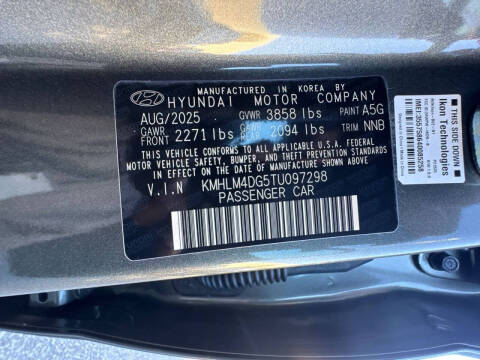 MANUFACTURED IN KOREA BY
HYUNDAI MOTOR COMPANY
AUG/2025 GVWR 3858 lbs PAINT A5G
GAWR FRONT 2271 lbs 2094 lbs TRIM NNB
THIS VEHICLE CONFORMS TO ALL APPLICABLE U.S. FEDERAL MOTOR VEHICLE SAFETY, BUMPER, AND THEFT PREVENTION STANDARDS IN EFFECT ON THE DATE OF MANUFACTURE SHOWN ABOVE.
V.I.N KMHLM4DG5TU097298
PASSENGER CAR
THIS SIDE DOWN
Ikon Technologies